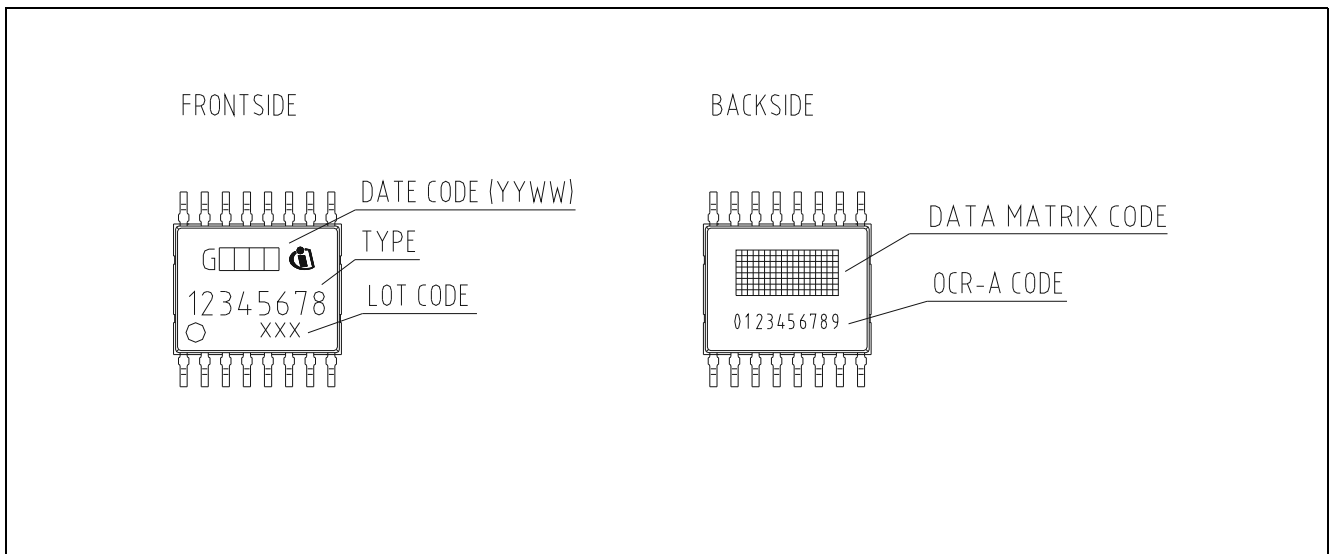 FRONTSIDE
DATE CODE (YYWW)
TYPE
LOT CODE
G
12345678
XXX
BACKSIDE
DATA MATRIX CODE
OCR-A CODE
0123456789